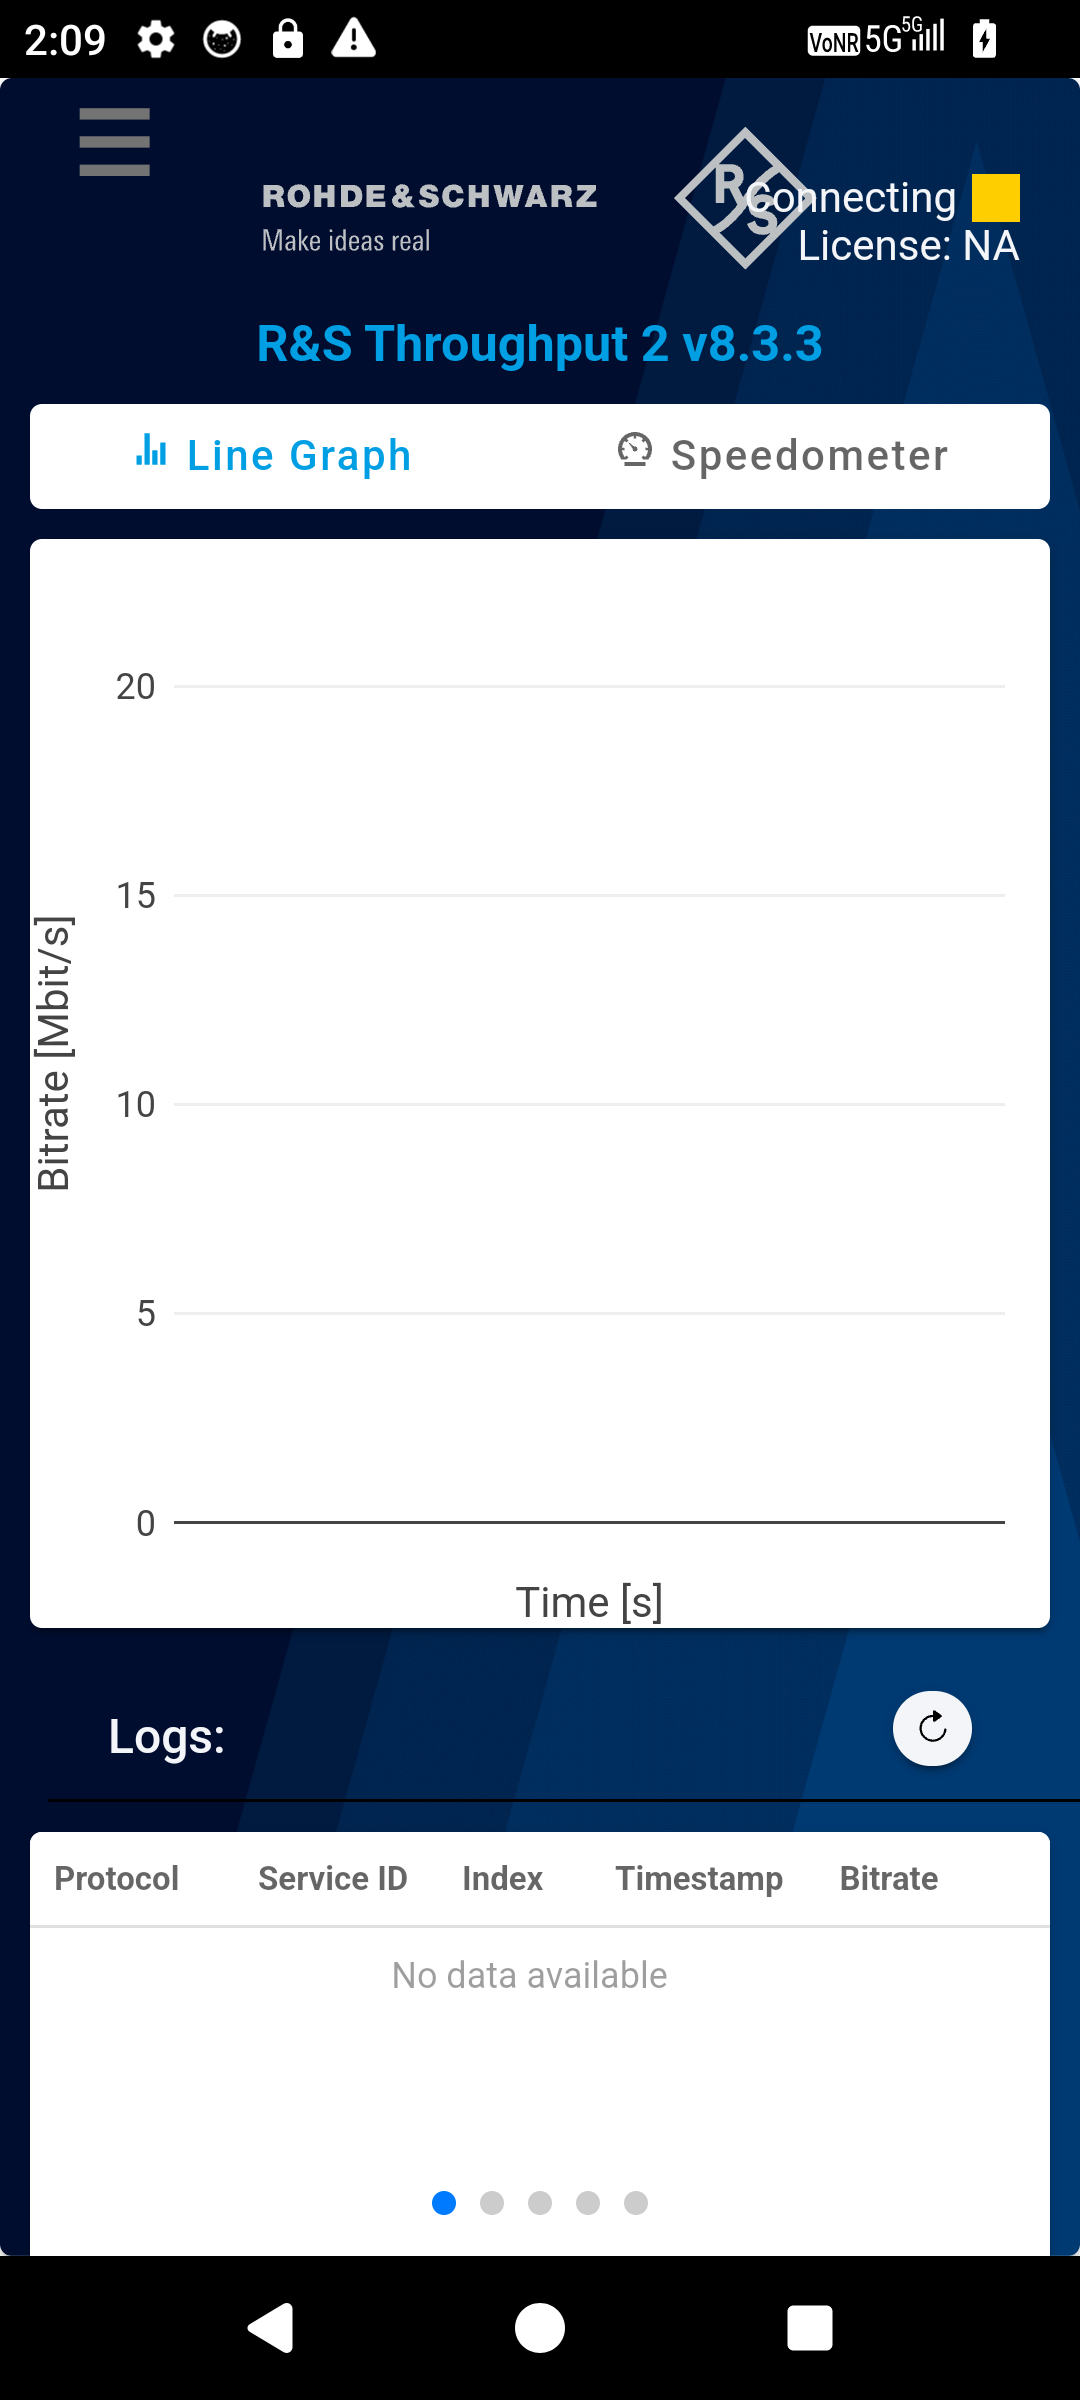 2:09 VoNR 5G 5G
ROHDE&SCHWARZ
Make ideas real
RS
Connecting
License: NA
R&S Throughput 2 v8.3.3
Line Graph Speedometer
20
15
10
5
0
Bitrate [Mbit/s]
Time [s]
Logs:
Protocol Service ID Index Timestamp Bitrate
No data available